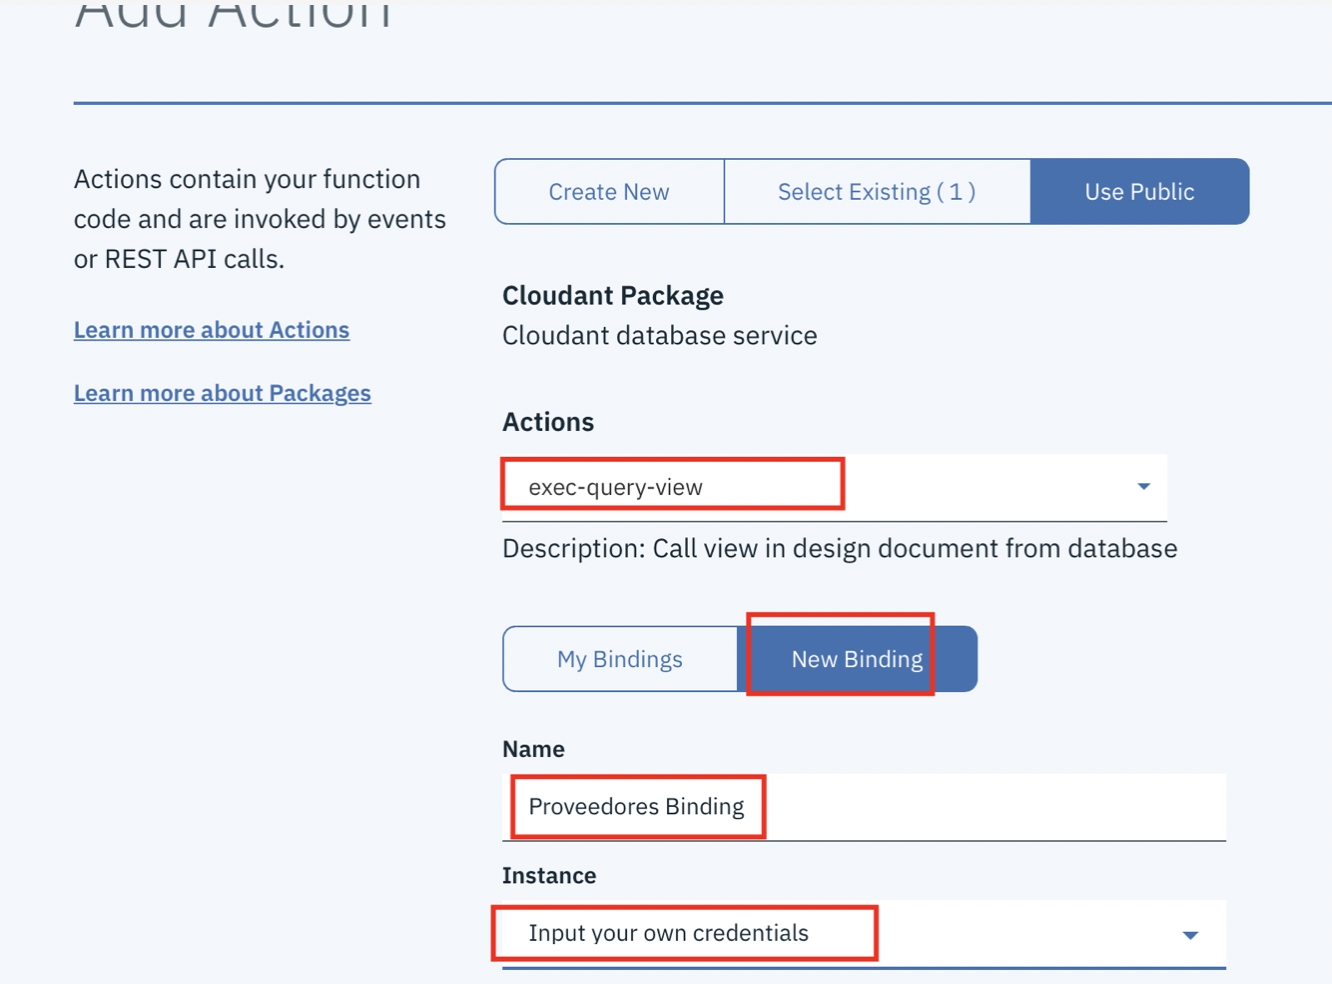 Add Action
Actions contain your function
code and are invoked by events
or REST API calls.
Learn more about Actions
Learn more about Packages
Create New
Select Existing ( 1 )
Use Public
Cloudant Package
Cloudant database service
Actions
exec-query-view
Description: Call view in design document from database
My Bindings
New Binding
Name
Proveedores Binding
Instance
Input your own credentials